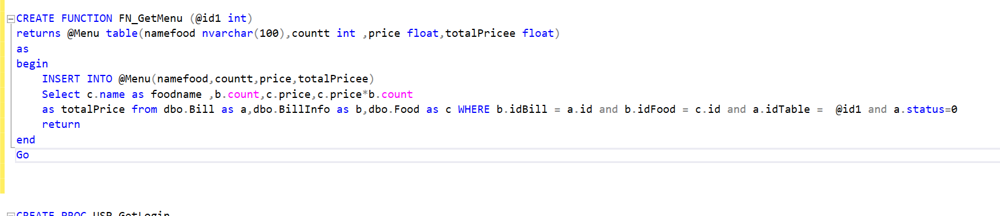 CREATE FUNCTION FN_GetMenu (@id1 int)
returns @Menu table(namefood nvarchar(100),countt int ,price float,totalPricee float)
as
begin
    INSERT INTO @Menu(namefood,countt,price,totalPricee)
    Select c.name as foodname ,b.count,c.price,c.price*b.count
    as totalPrice from dbo.Bill as a,dbo.BillInfo as b,dbo.Food as c WHERE b.idBill = a.id and b.idFood = c.id and a.idTable =  @id1 and a.status=0
    return
end
Go
CREATE PROC USP_GetLogin